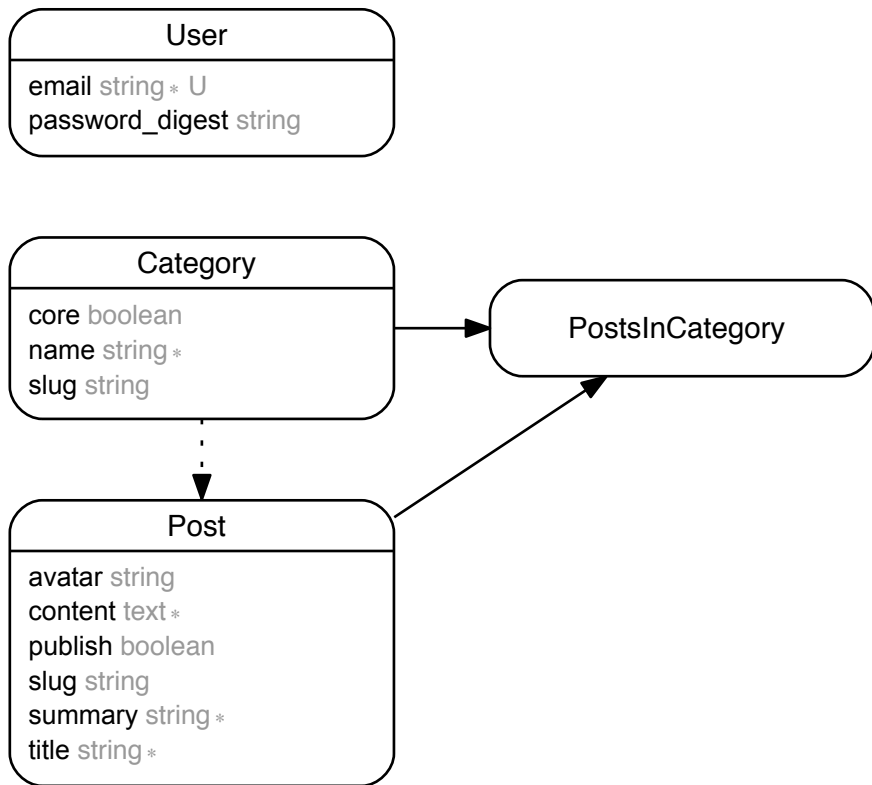 User
email string * U
password_digest string
Category
core boolean
name string *
slug string
PostsInCategory
Post
avatar string
content text *
publish boolean
slug string
summary string *
title string *